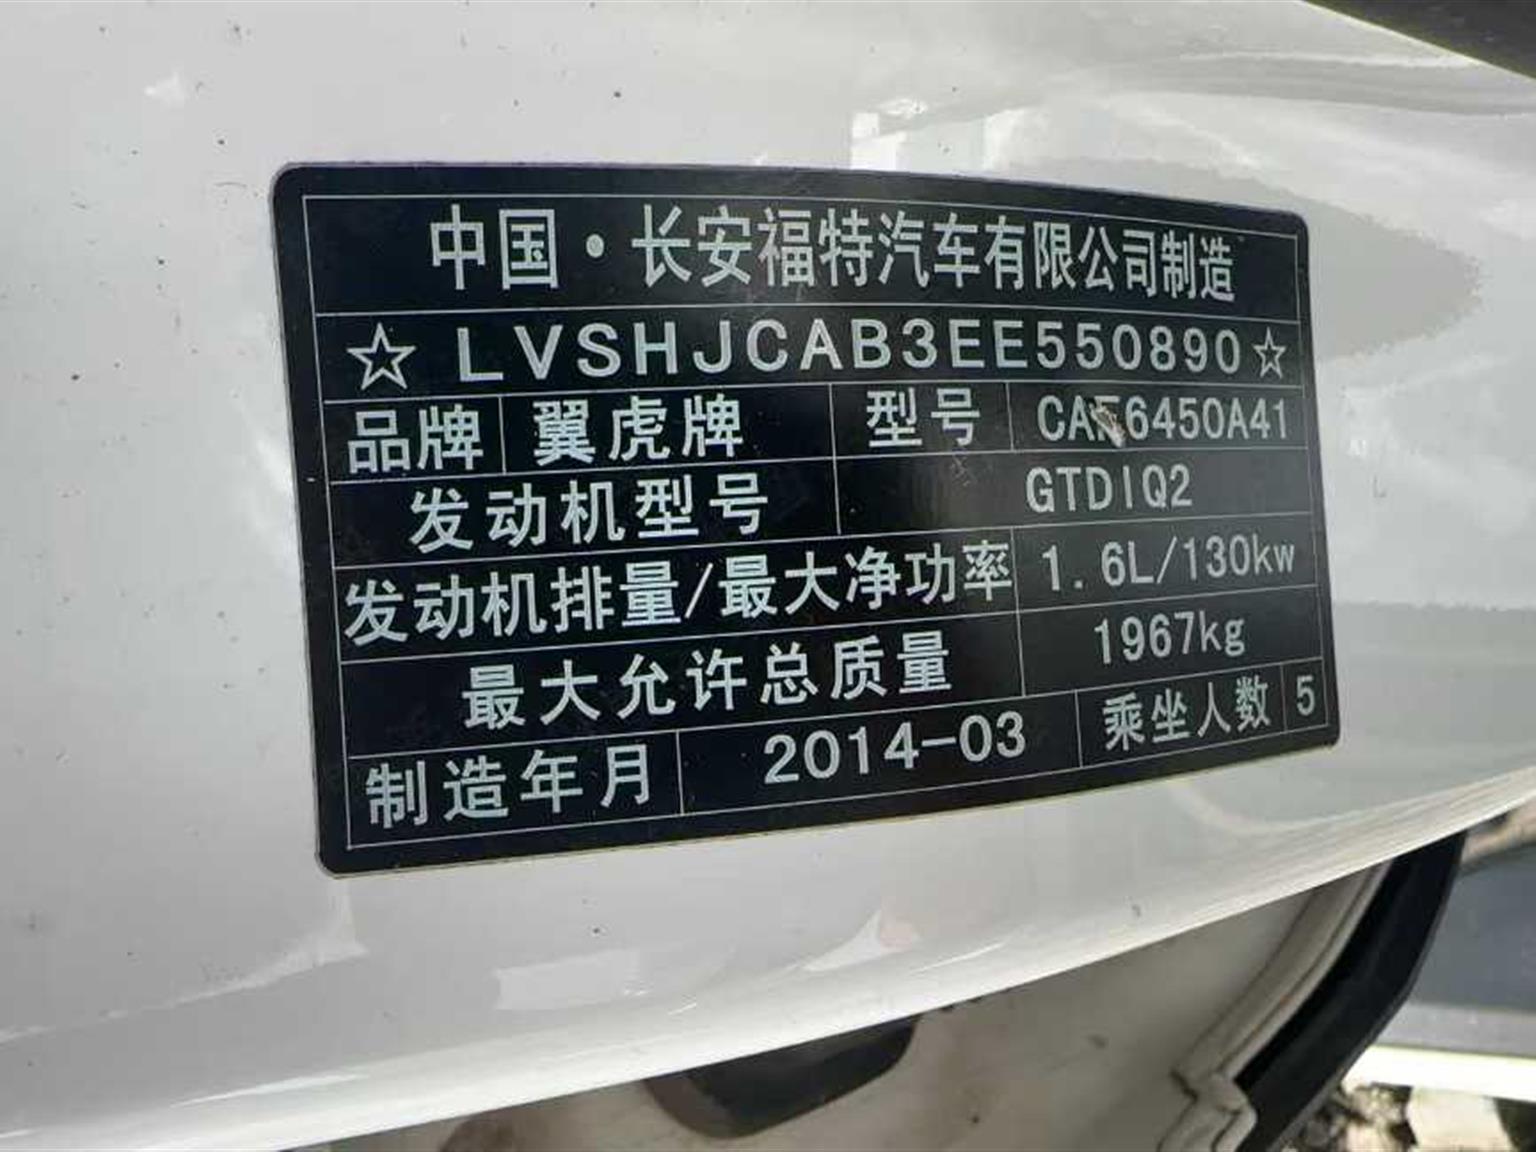 中国·长安福特汽车有限公司制造
☆LVSHJCAB3EE550890☆
品牌 翼虎牌 型号 CAF6450A41
发动机型号 GTDIQ2
发动机排量/最大净功率 1.6L/130kw
最大允许总质量 1967kg
制造年月 2014-03 乘坐人数 5